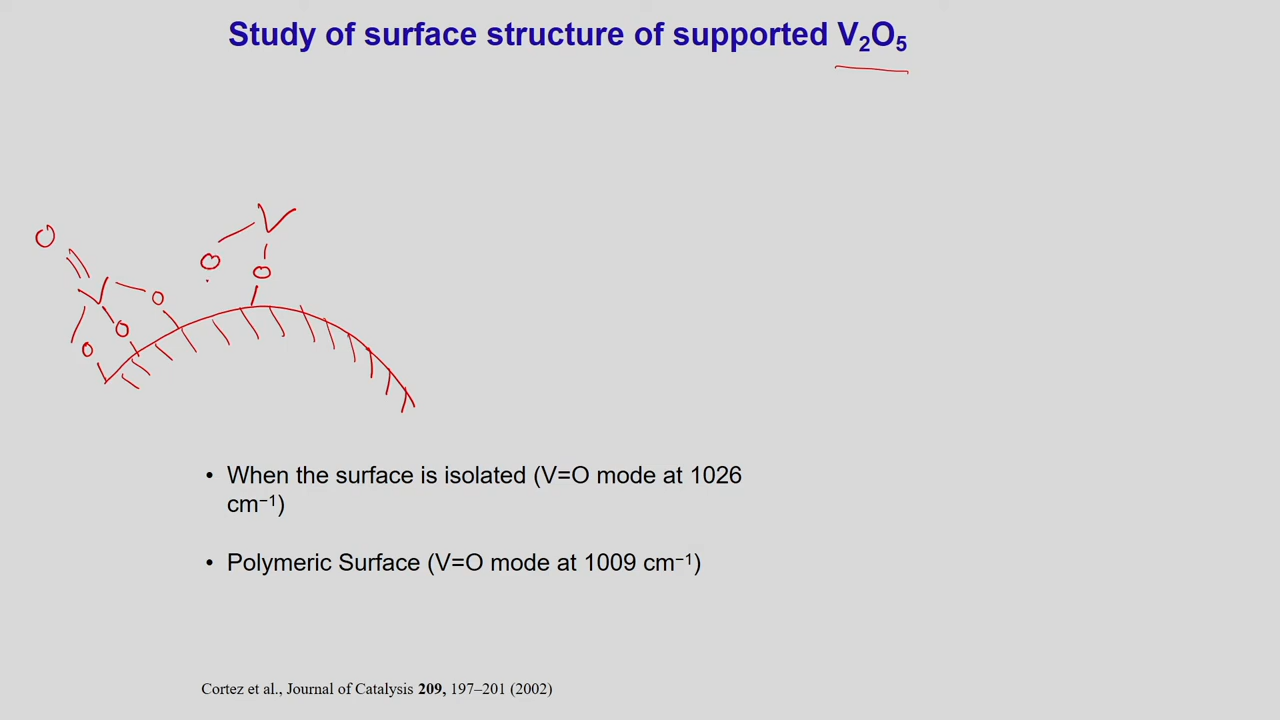 Study of surface structure of supported V₂O₅
V
O
O
O
V
O
O
O
• When the surface is isolated (V=O mode at 1026
cm⁻¹)
• Polymeric Surface (V=O mode at 1009 cm⁻¹)
Cortez et al., Journal of Catalysis 209, 197–201 (2002)